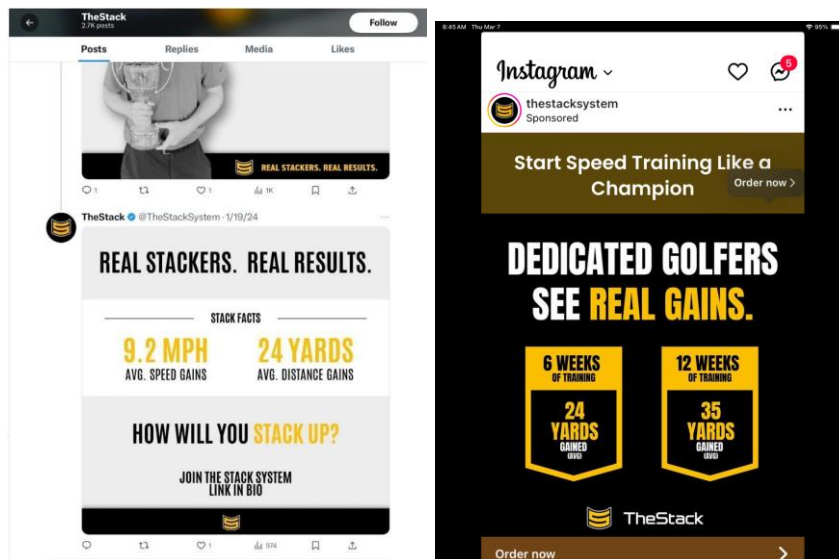 TheStack
2.7K posts
Follow
Posts Replies Media Likes
REAL STACKERS. REAL RESULTS.
1 1 1K
TheStack @TheStackSystem · 1/19/24
REAL STACKERS. REAL RESULTS.
STACK FACTS
9.2 MPH 24 YARDS
AVG. SPEED GAINS AVG. DISTANCE GAINS
HOW WILL YOU STACK UP?
JOIN THE STACK SYSTEM
LINK IN BIO
1 974
8:45 AM Thu Mar 7 95%
Instagram
5
thestacksystem
Sponsored
Start Speed Training Like a
Champion
Order now >
DEDICATED GOLFERS
SEE REAL GAINS.
6 WEEKS
OF TRAINING
24
YARDS
GAINED
(AVG)
12 WEEKS
OF TRAINING
35
YARDS
GAINED
(AVG)
TheStack
Order now